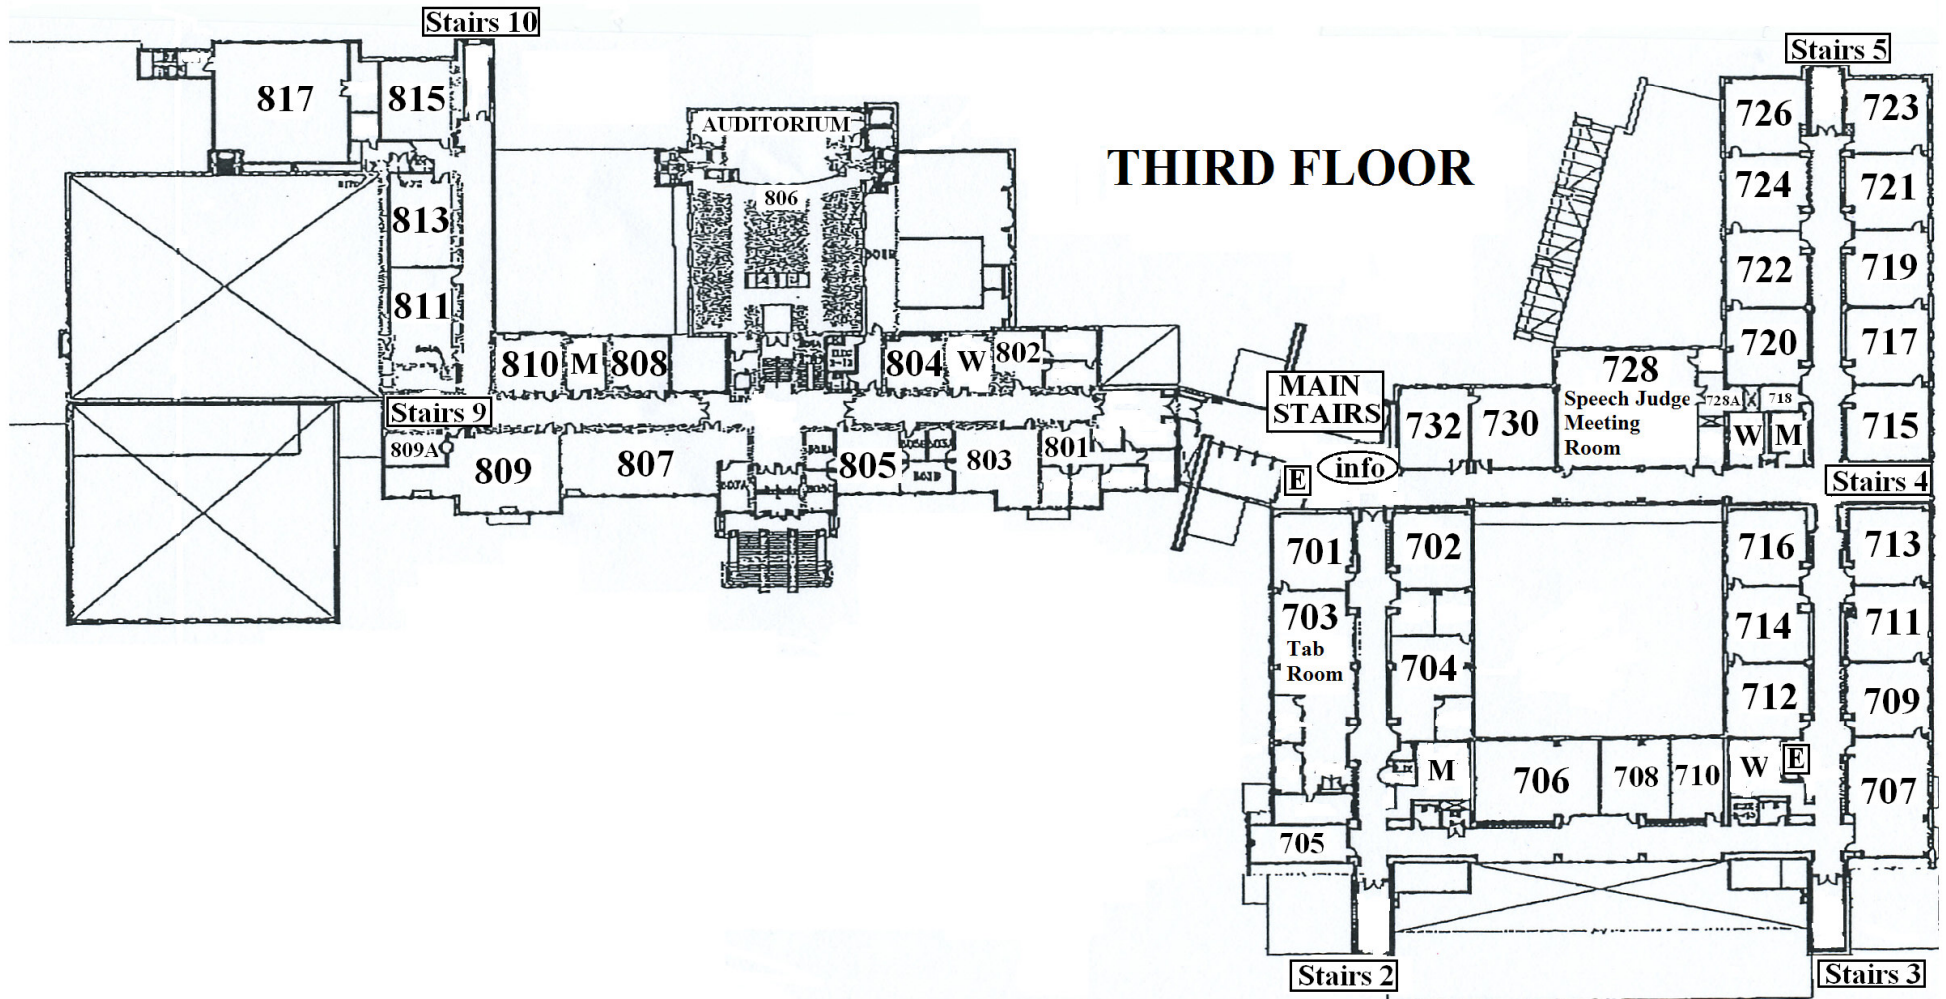 Stairs 10
Stairs 5
817
815
AUDITORIUM
THIRD FLOOR
726
723
724
721
813
806
722
719
811
720
717
810
M
808
804
W
802
MAIN
STAIRS
732
730
728
Speech Judge
Meeting
Room
728A
718
W
M
715
Stairs 9
809A
809
807
805
803
801
info
E
Stairs 4
701
702
716
713
703
Tab
Room
704
714
711
712
709
M
706
708
710
W
E
707
705
Stairs 2
Stairs 3